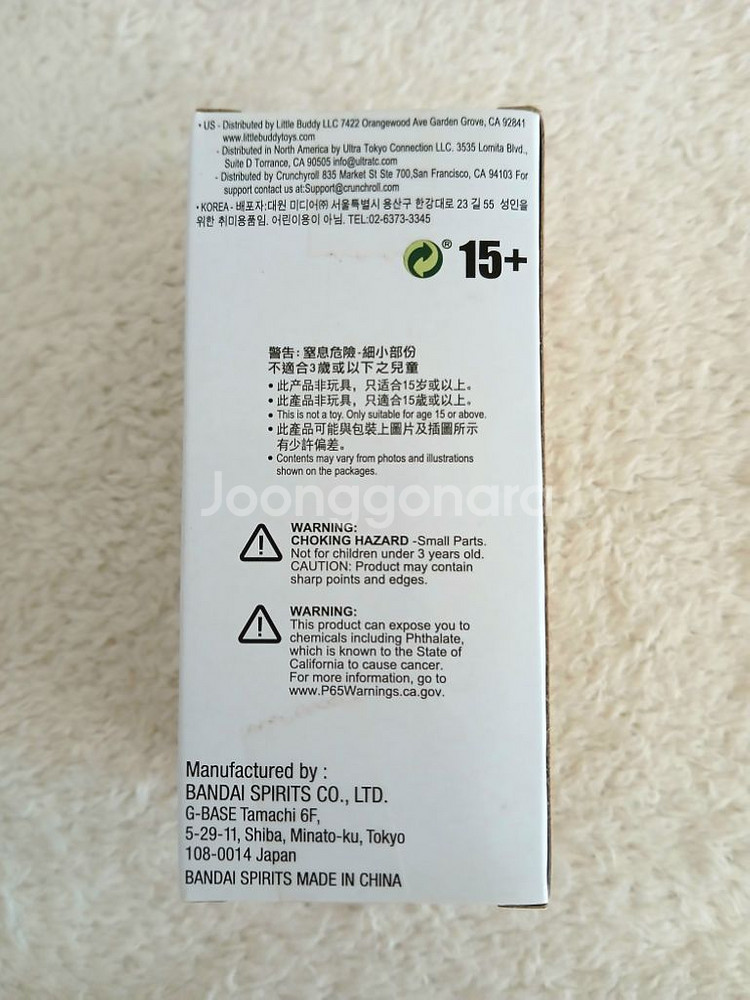 • US - Distributed by Little Buddy LLC 7422 Orangewood Ave Garden Grove, CA 92841
www.littlebuddytoys.com
- Distributed in North America by Ultra Tokyo Connection LLC. 3535 Lomita Blvd.,
Suite D Torrance, CA 90505 info@ultratc.com
- Distributed by Crunchyroll 835 Market St Ste 700,San Francisco, CA 94103 For
support contact us at:Support@crunchroll.com
• KOREA - 배포자:대원 미디어㈜ 서울특별시 용산구 한강대로 23 길 55 성인을
위한 취미용품임. 어린이용이 아님. TEL:02-6373-3345
® 15+
警告: 窒息危險-細小部份
不適合3歲或以下之兒童
• 此产品非玩具，只适合15岁或以上。
• 此產品非玩具，只適合15歲或以上。
• This is not a toy. Only suitable for age 15 or above.
• 此產品可能與包裝上圖片及插圖所示
有少許偏差。
• Contents may vary from photos and illustrations
shown on the packages.
Joonggonara
WARNING:
CHOKING HAZARD -Small Parts.
Not for children under 3 years old.
CAUTION: Product may contain
sharp points and edges.
WARNING:
This product can expose you to
chemicals including Phthalate,
which is known to the State of
California to cause cancer.
For more information, go to
www.P65Warnings.ca.gov.
Manufactured by :
BANDAI SPIRITS CO., LTD.
G-BASE Tamachi 6F,
5-29-11, Shiba, Minato-ku, Tokyo
108-0014 Japan
BANDAI SPIRITS MADE IN CHINA